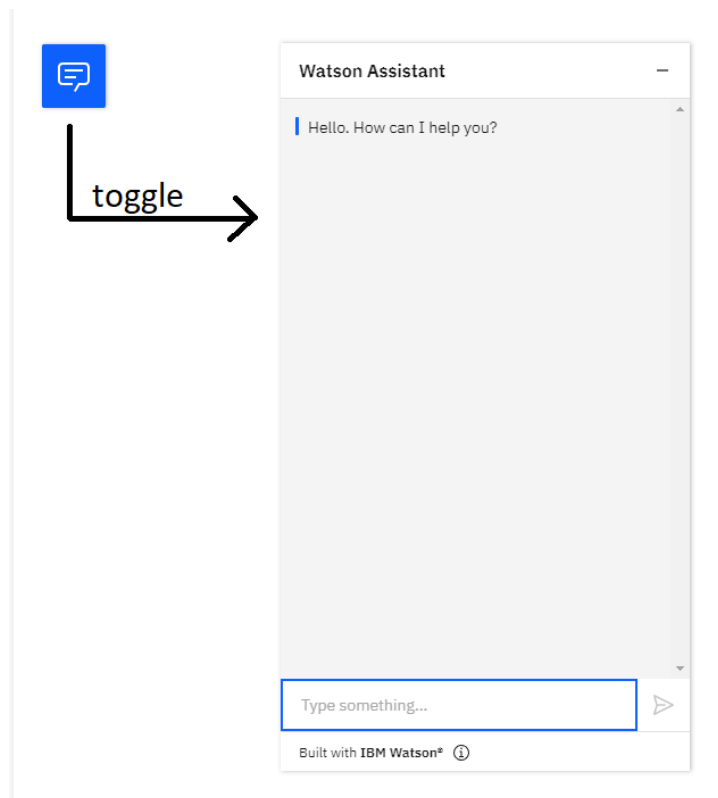 Watson Assistant
Hello. How can I help you?
toggle
Type something...
Built with IBM Watson®